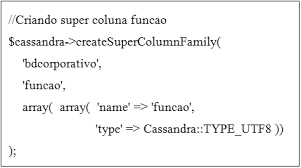 //Criando super coluna funcao
$cassandra->createSuperColumnFamily(
'bdcorporativo',
'funcao',
array( array( 'name' => 'funcao',
'type' => Cassandra::TYPE_UTF8 ))
);